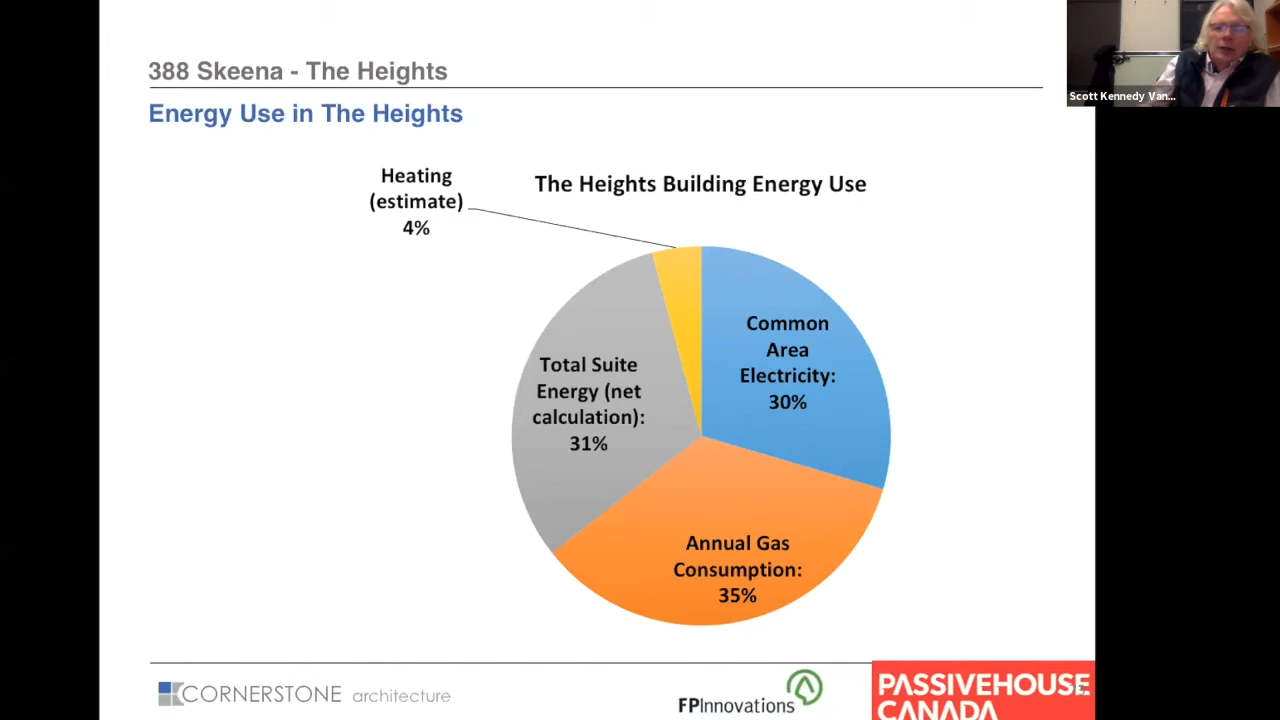 388 Skeena - The Heights
Scott Kennedy Van...
Energy Use in The Heights
The Heights Building Energy Use
Heating
(estimate)
4%
Common
Area
Electricity:
30%
Total Suite
Energy (net
calculation):
31%
Annual Gas
Consumption:
35%
CORNERSTONE architecture
FPInnovations
PASSIVEHOUSE
CANADA